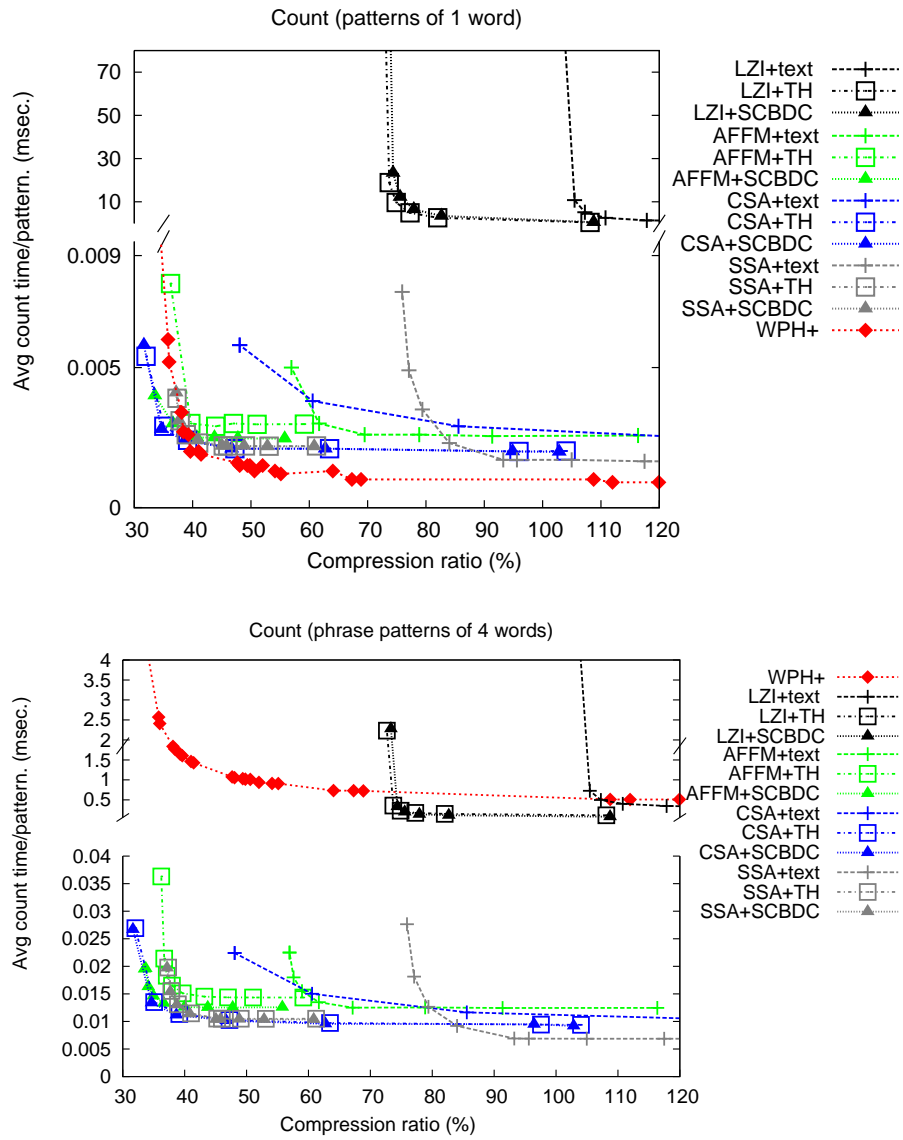 Count (patterns of 1 word)
Avg count time/pattern. (msec.)
70
50
30
10
0.009
0.005
0
30 40 50 60 70 80 90 100 110 120
Compression ratio (%)
LZI+text
LZI+TH
LZI+SCBDC
AFFM+text
AFFM+TH
AFFM+SCBDC
CSA+text
CSA+TH
CSA+SCBDC
SSA+text
SSA+TH
SSA+SCBDC
WPH+
Count (phrase patterns of 4 words)
Avg count time/pattern. (msec.)
4
3.5
3
2.5
2
1.5
1
0.5
0.04
0.035
0.03
0.025
0.02
0.015
0.01
0.005
0
30 40 50 60 70 80 90 100 110 120
Compression ratio (%)
WPH+
LZI+text
LZI+TH
LZI+SCBDC
AFFM+text
AFFM+TH
AFFM+SCBDC
CSA+text
CSA+TH
CSA+SCBDC
SSA+text
SSA+TH
SSA+SCBDC